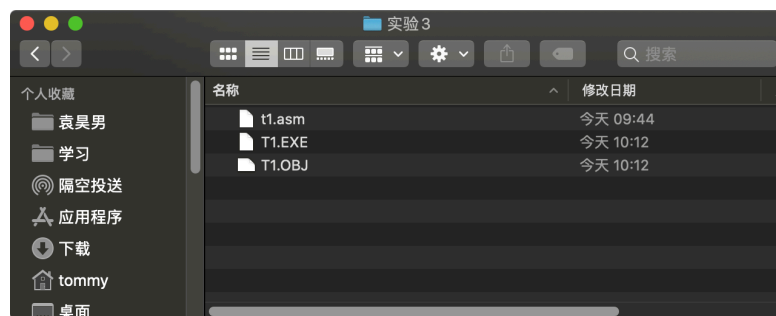 实验3
搜索
个人收藏
名称
修改日期
袁昊男
t1.asm
今天 09:44
学习
T1.EXE
今天 10:12
隔空投送
T1.OBJ
今天 10:12
应用程序
下载
tommy
桌面